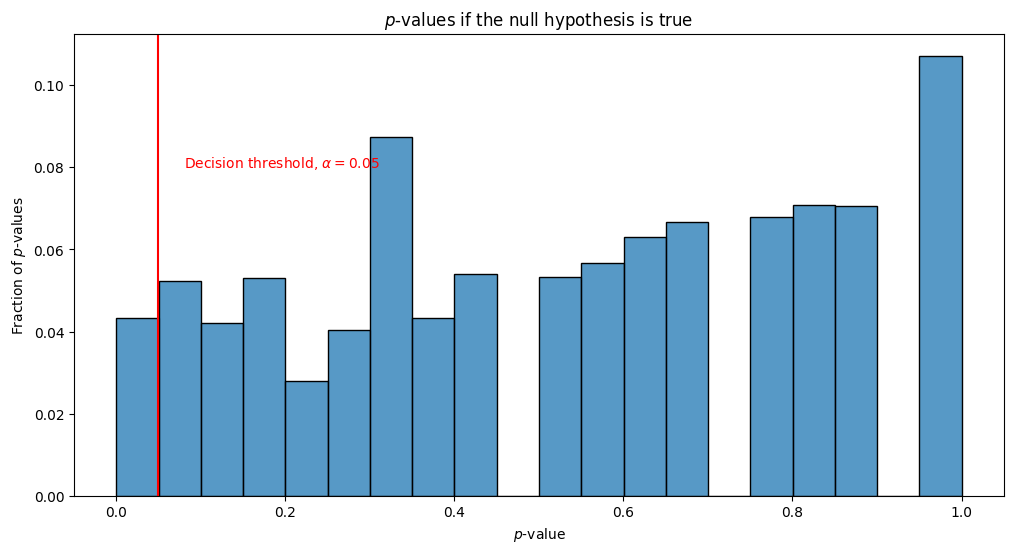 p-values if the null hypothesis is true
Fraction of p-values
0.10
0.08
0.06
0.04
0.02
0.00
Decision threshold, α = 0.05
0.0 0.2 0.4 0.6 0.8 1.0
p-value